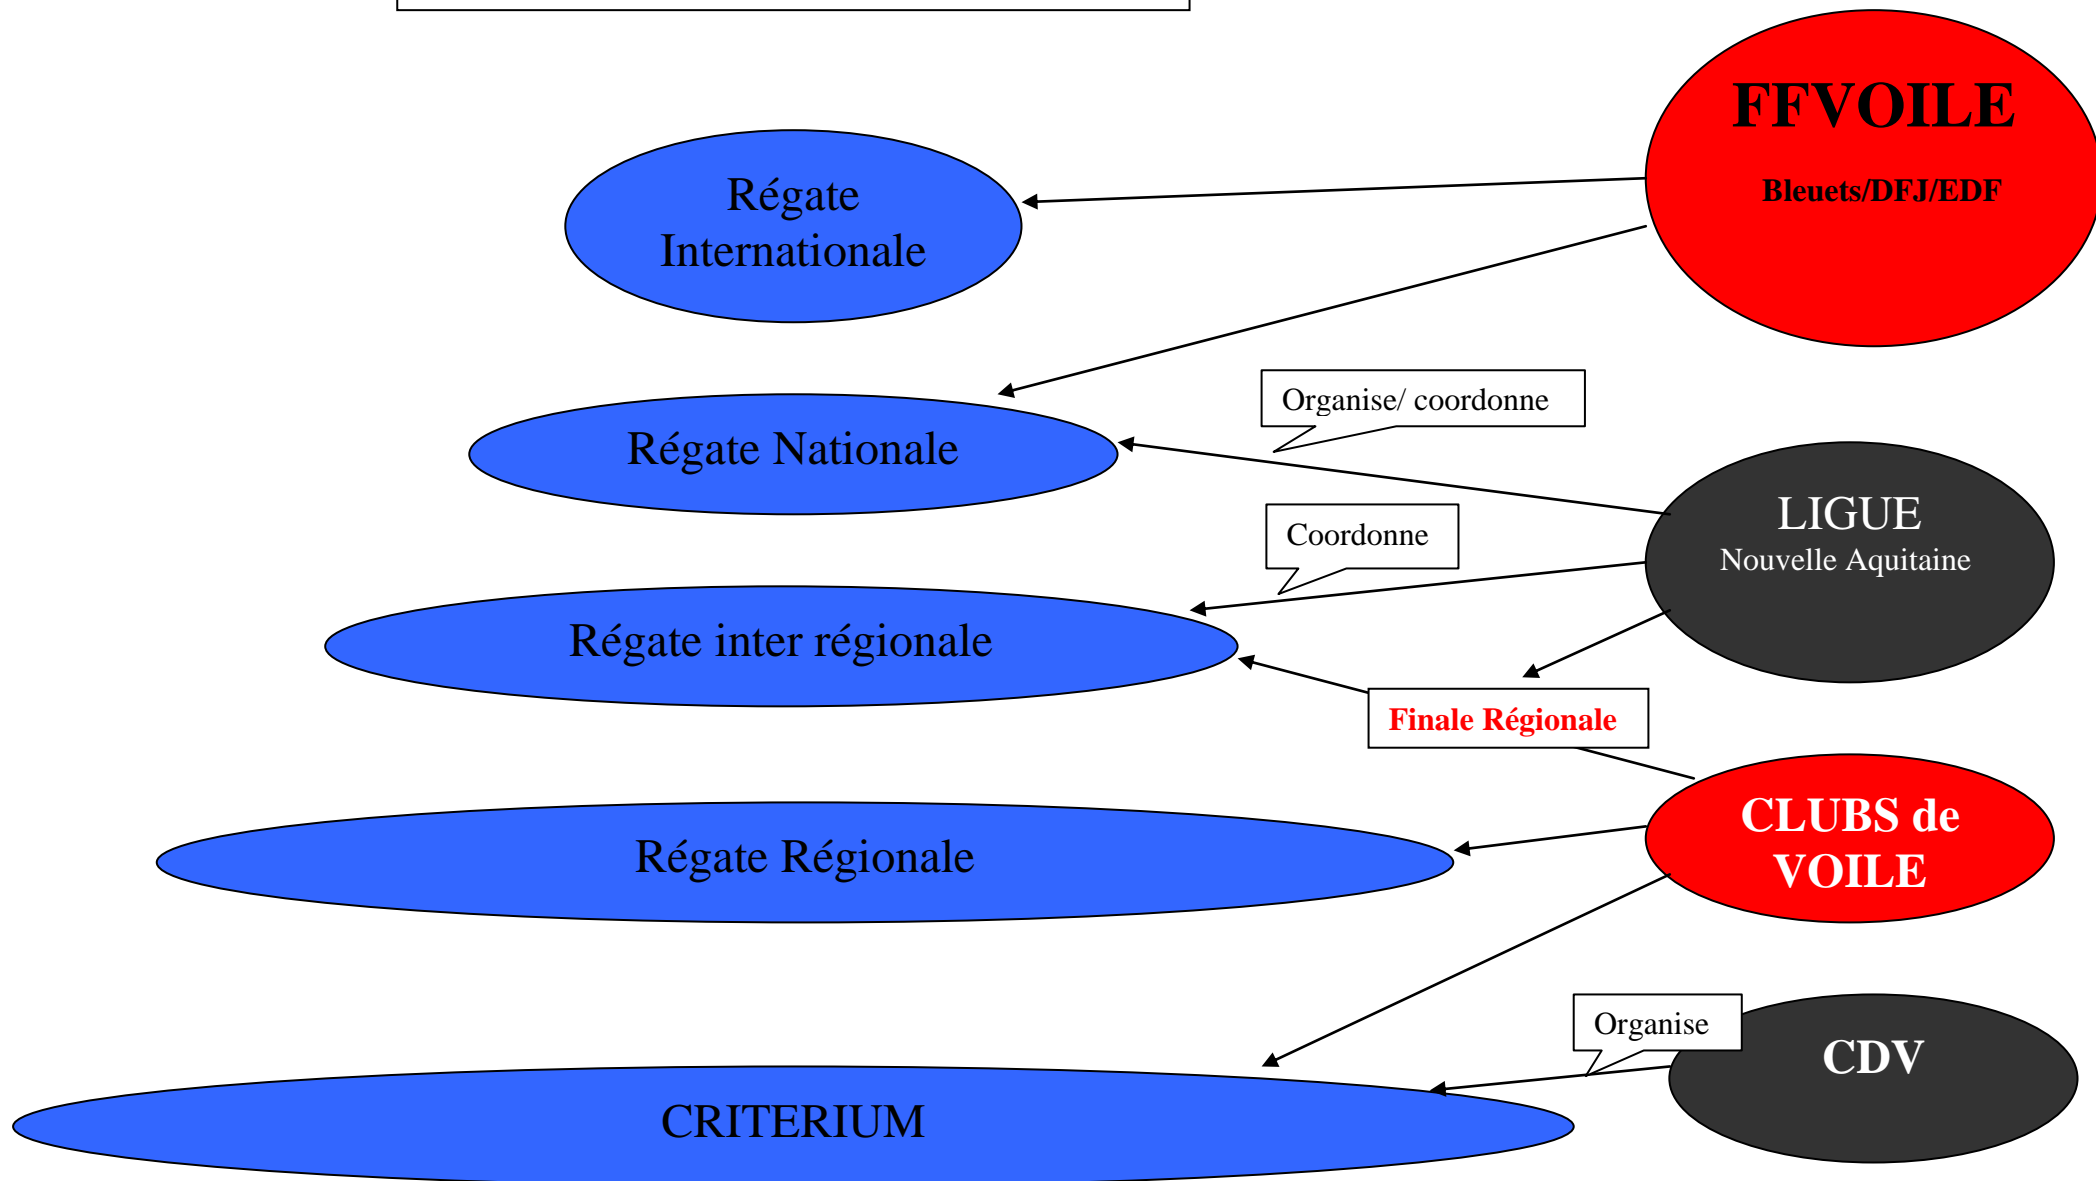 FFVOILE
Bleuets/DFJ/EDF
Régate
Internationale
Organise/ coordonne
Régate Nationale
LIGUE
Nouvelle Aquitaine
Coordonne
Régate inter régionale
Finale Régionale
CLUBS de
VOILE
Régate Régionale
Organise
CDV
CRITERIUM